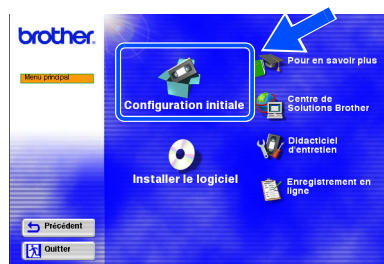 brother.
Menu principal
Configuration initiale
Pour en savoir plus
Centre de
Solutions Brother
Installer le logiciel
Didacticiel
d'entretien
Enregistrement en
ligne
Précédent
Quitter